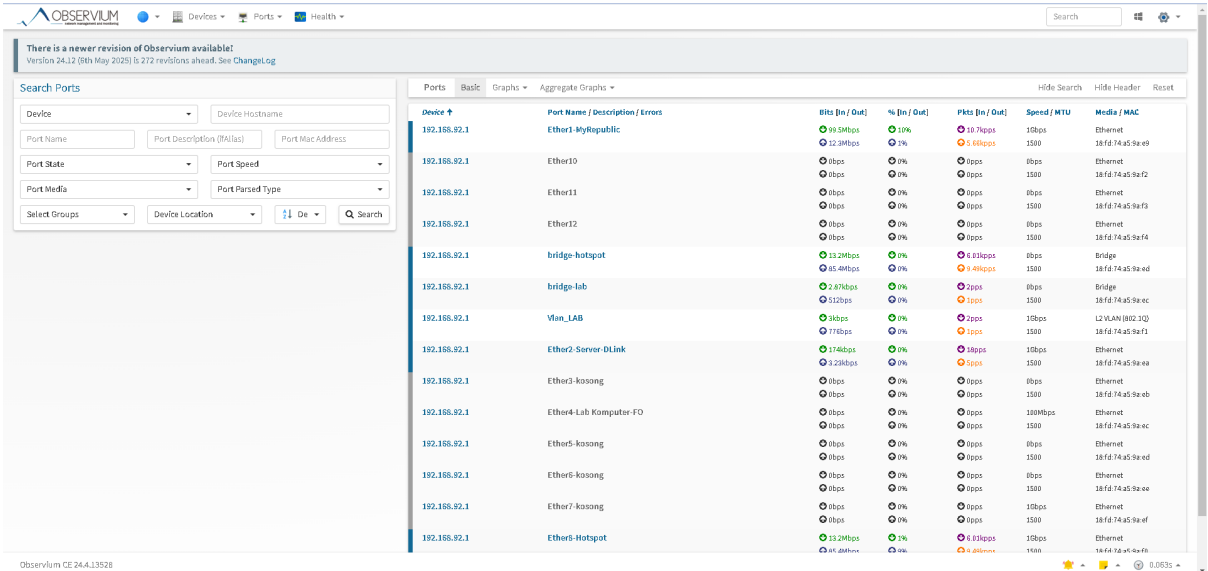 OBSERVIUM
network management and monitoring
Devices Ports Health Search
There is a newer revision of Observium available!
Version 24.12 (6th May 2025) is 272 revisions ahead. See ChangeLog
Search Ports
Device Device Hostname
Port Name Port Description (ifAlias) Port Mac Address
Port State Port Speed
Port Media Port Parsed Type
Select Groups Device Location De Search
Ports Basic Graphs Aggregate Graphs Hide Search Hide Header Reset
Device Port Name / Description / Errors Bits [In / Out] % [In / Out] Pkts [In / Out] Speed / MTU Media / MAC
192.168.92.1 Ether1-MyRepublic 99.5Mbps 10% 10.7kpps 1Gbps Ethernet
12.3Mbps 1% 5.66kpps 1500 18:fd:74:a5:9a:e9
192.168.92.1 Ether10 0bps 0% 0pps 0bps Ethernet
0bps 0% 0pps 1500 18:fd:74:a5:9a:f2
192.168.92.1 Ether11 0bps 0% 0pps 0bps Ethernet
0bps 0% 0pps 1500 18:fd:74:a5:9a:f3
192.168.92.1 Ether12 0bps 0% 0pps 0bps Ethernet
0bps 0% 0pps 1500 18:fd:74:a5:9a:f4
192.168.92.1 bridge-hotspot 13.2Mbps 0% 6.01kpps 0bps Bridge
85.4Mbps 0% 9.49kpps 1500 18:fd:74:a5:9a:ed
192.168.92.1 bridge-lab 2.87kbps 0% 2pps 0bps Bridge
512bps 0% 1pps 1500 18:fd:74:a5:9a:ec
192.168.92.1 Vlan_LAB 3kbps 0% 2pps 1Gbps L2 VLAN (802.1Q)
776bps 0% 1pps 1500 18:fd:74:a5:9a:f1
192.168.92.1 Ether2-Server-DLink 174kbps 0% 18pps 1Gbps Ethernet
3.23kbps 0% 5pps 1500 18:fd:74:a5:9a:ea
192.168.92.1 Ether3-kosong 0bps 0% 0pps 0bps Ethernet
0bps 0% 0pps 1500 18:fd:74:a5:9a:eb
192.168.92.1 Ether4-Lab Komputer-FO 0bps 0% 0pps 100Mbps Ethernet
0bps 0% 0pps 1500 18:fd:74:a5:9a:ec
192.168.92.1 Ether5-kosong 0bps 0% 0pps 0bps Ethernet
0bps 0% 0pps 1500 18:fd:74:a5:9a:ed
192.168.92.1 Ether6-kosong 0bps 0% 0pps 0bps Ethernet
0bps 0% 0pps 1500 18:fd:74:a5:9a:ee
192.168.92.1 Ether7-kosong 0bps 0% 0pps 1Gbps Ethernet
0bps 0% 0pps 1500 18:fd:74:a5:9a:ef
192.168.92.1 Ether8-Hotspot 13.2Mbps 1% 6.01kpps 1Gbps Ethernet
85.4Mbps 9% 9.49kpps 1500 18:fd:74:a5:9a:f0
Observium CE 24.4.13528 0.063s